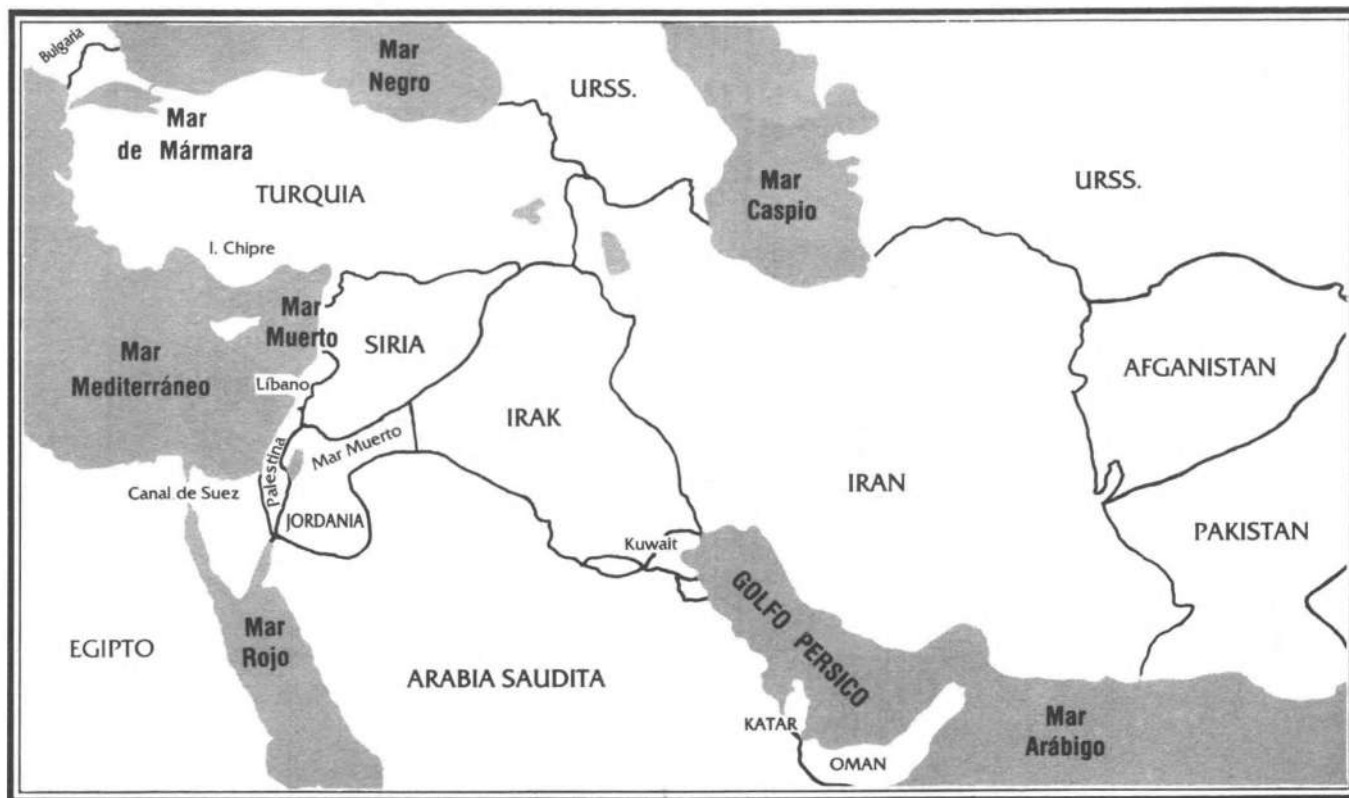 Bulgaria
Mar
Negro
URSS.
Mar
de Mármara
TURQUIA
Mar
Caspio
URSS.
I. Chipre
Mar
Muerto
SIRIA
Mar
Mediterráneo
Líbano
AFGANISTAN
IRAK
Mar Muerto
Palestina
Canal de Suez
JORDANIA
IRAN
Kuwait
PAKISTAN
GOLFO PERSICO
EGIPTO
Mar
Rojo
ARABIA SAUDITA
KATAR
OMAN
Mar
Arábigo